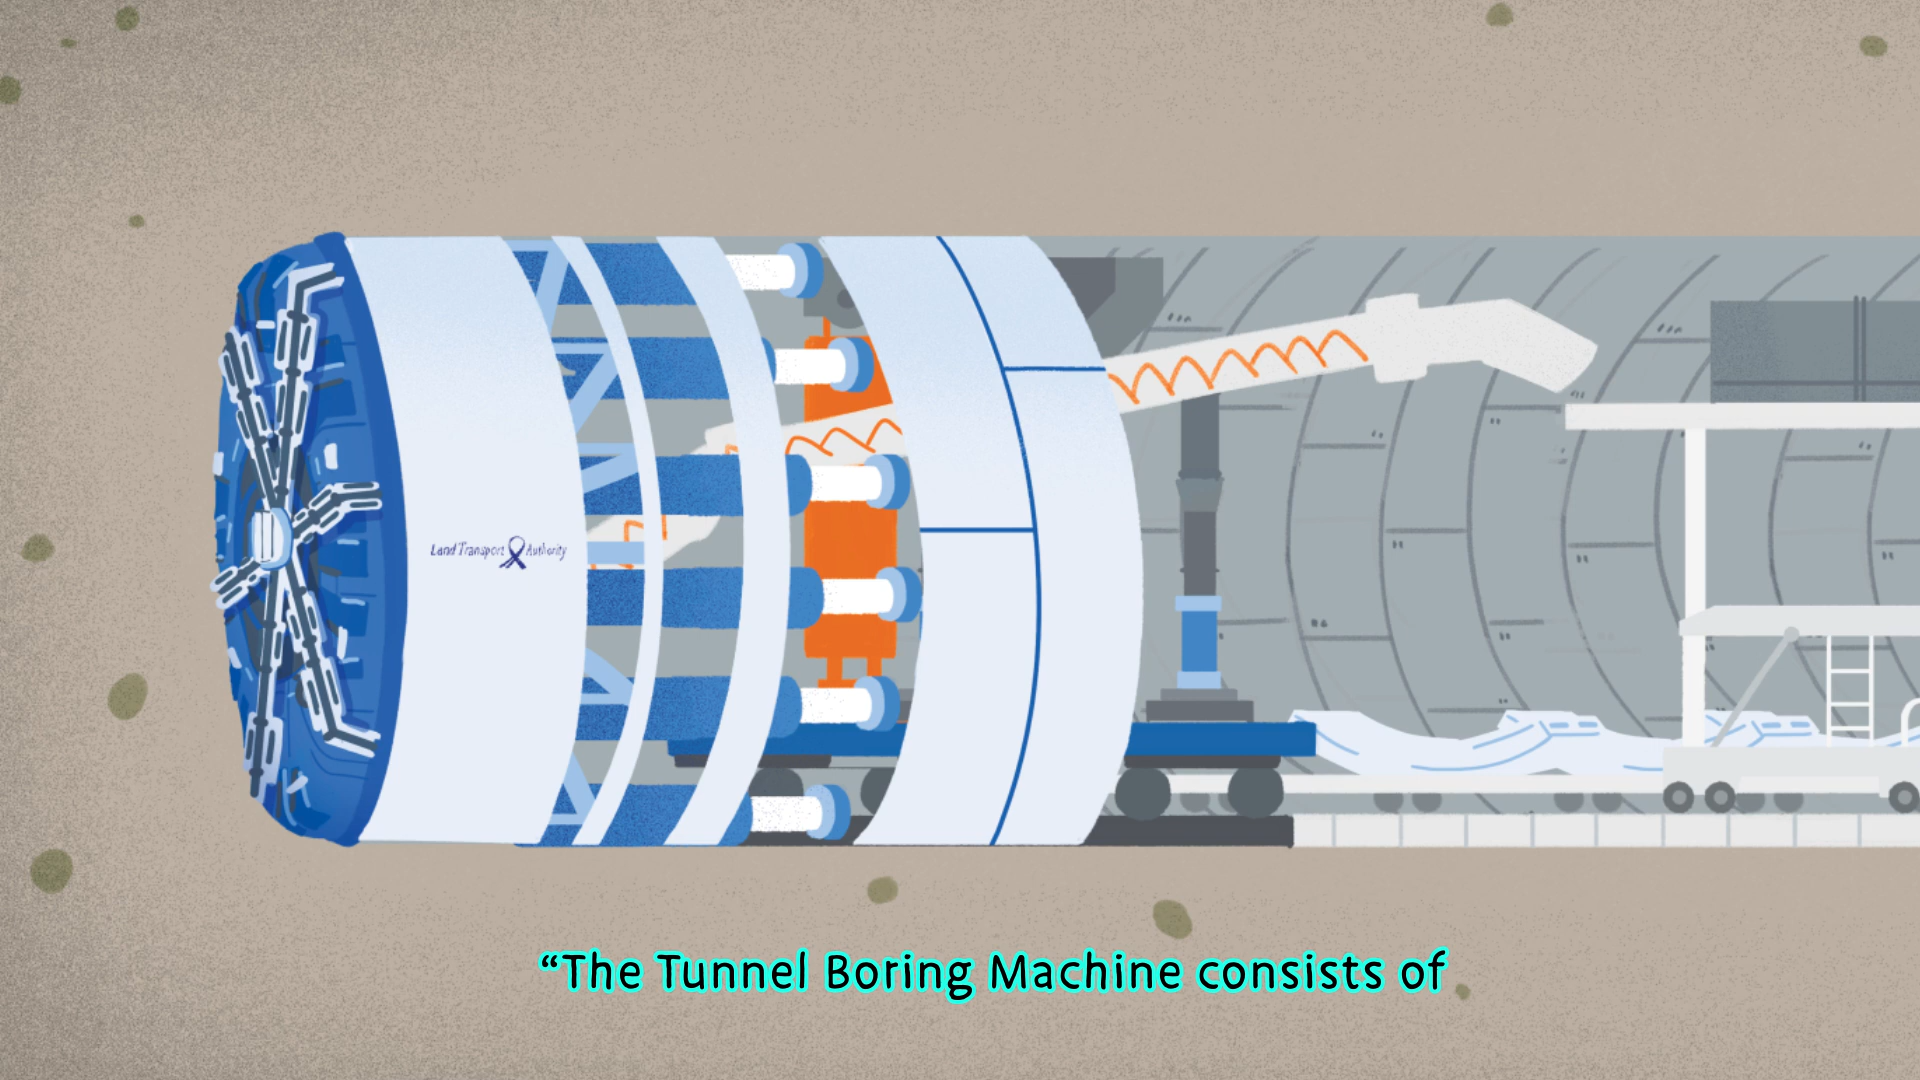 Land Transport Authority
“The Tunnel Boring Machine consists of